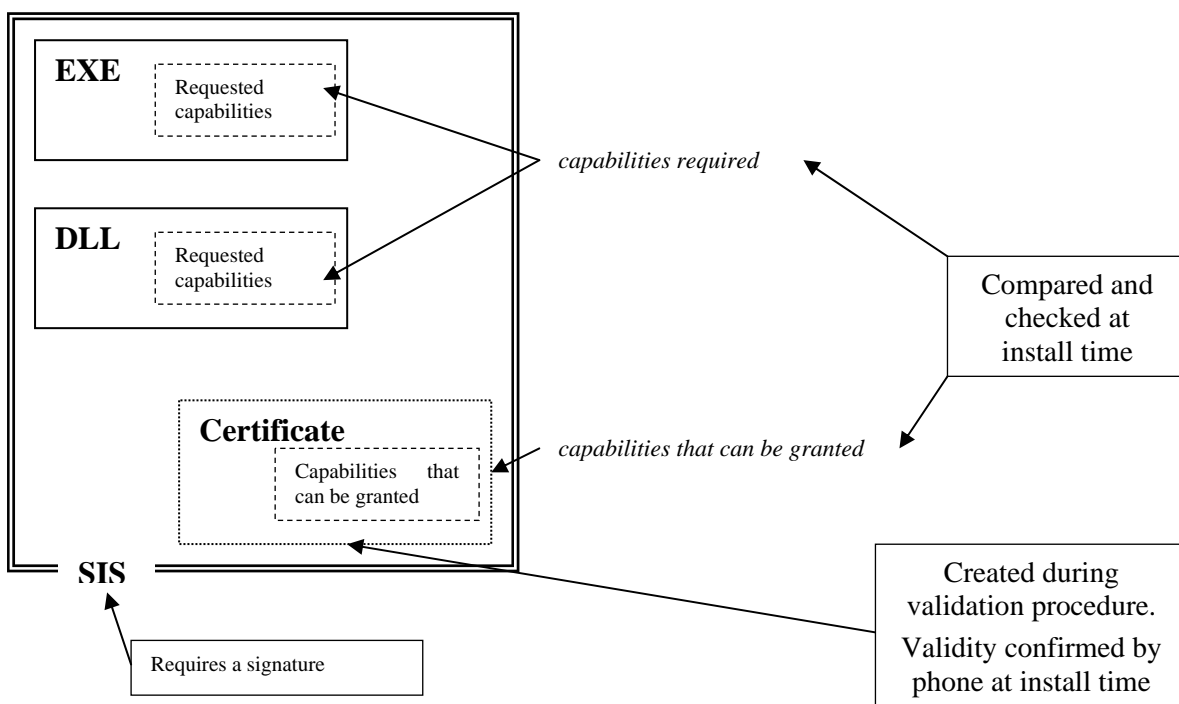 EXE
Requested
capabilities
capabilities required
DLL
Requested
capabilities
Compared and
checked at
install time
Certificate
Capabilities that
can be granted
capabilities that can be granted
SIS
Requires a signature
Created during
validation procedure.
Validity confirmed by
phone at install time